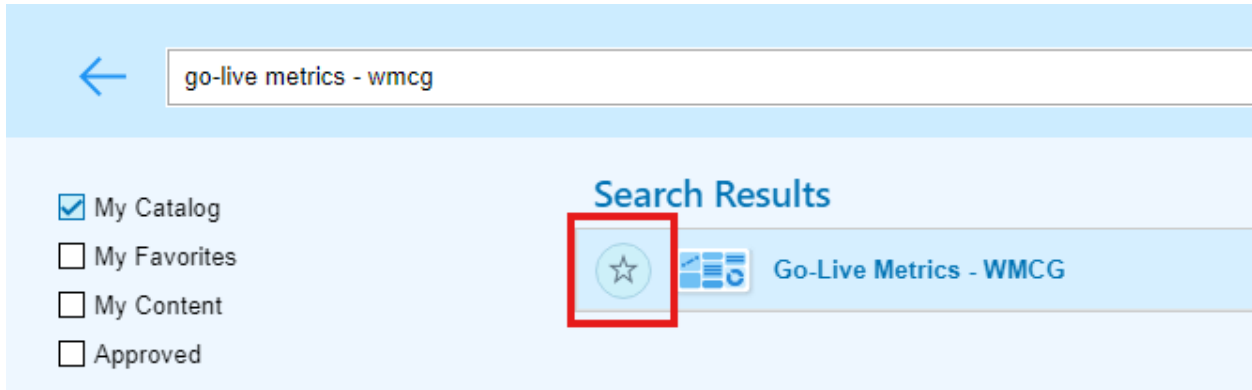 go-live metrics - wmcg
My Catalog
My Favorites
My Content
Approved
Search Results
Go-Live Metrics - WMCG